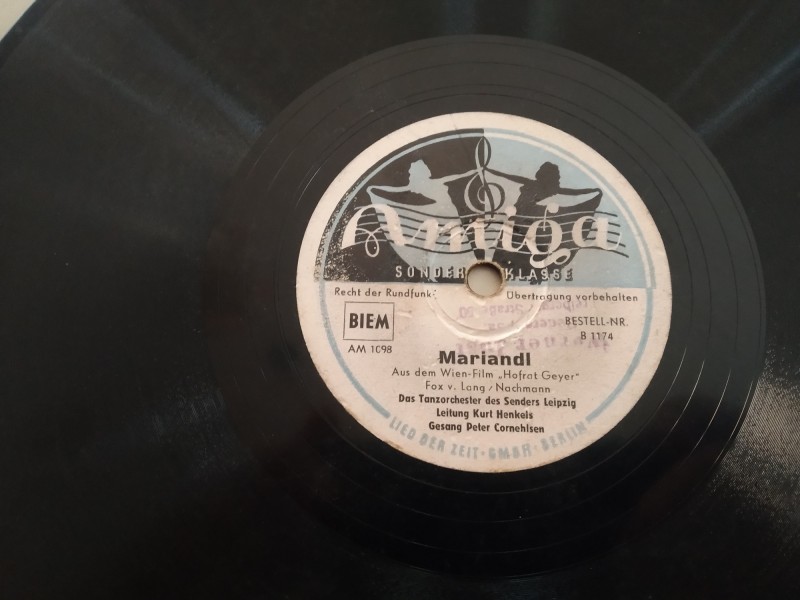 Amiga
SONDER KLASSE
Recht der Rundfunk- Übertragung vorbehalten
BIEM
BESTELL-NR.
B 1174
AM 1098
Mariandl
Aus dem Wien-Film „Hofrat Geyer"
Fox v. Lang / Nachmann
Das Tanzorchester des Senders Leipzig
Leitung Kurt Henkels
Gesang Peter Cornehlsen
LIED DER ZEIT · GMBH · BERLIN